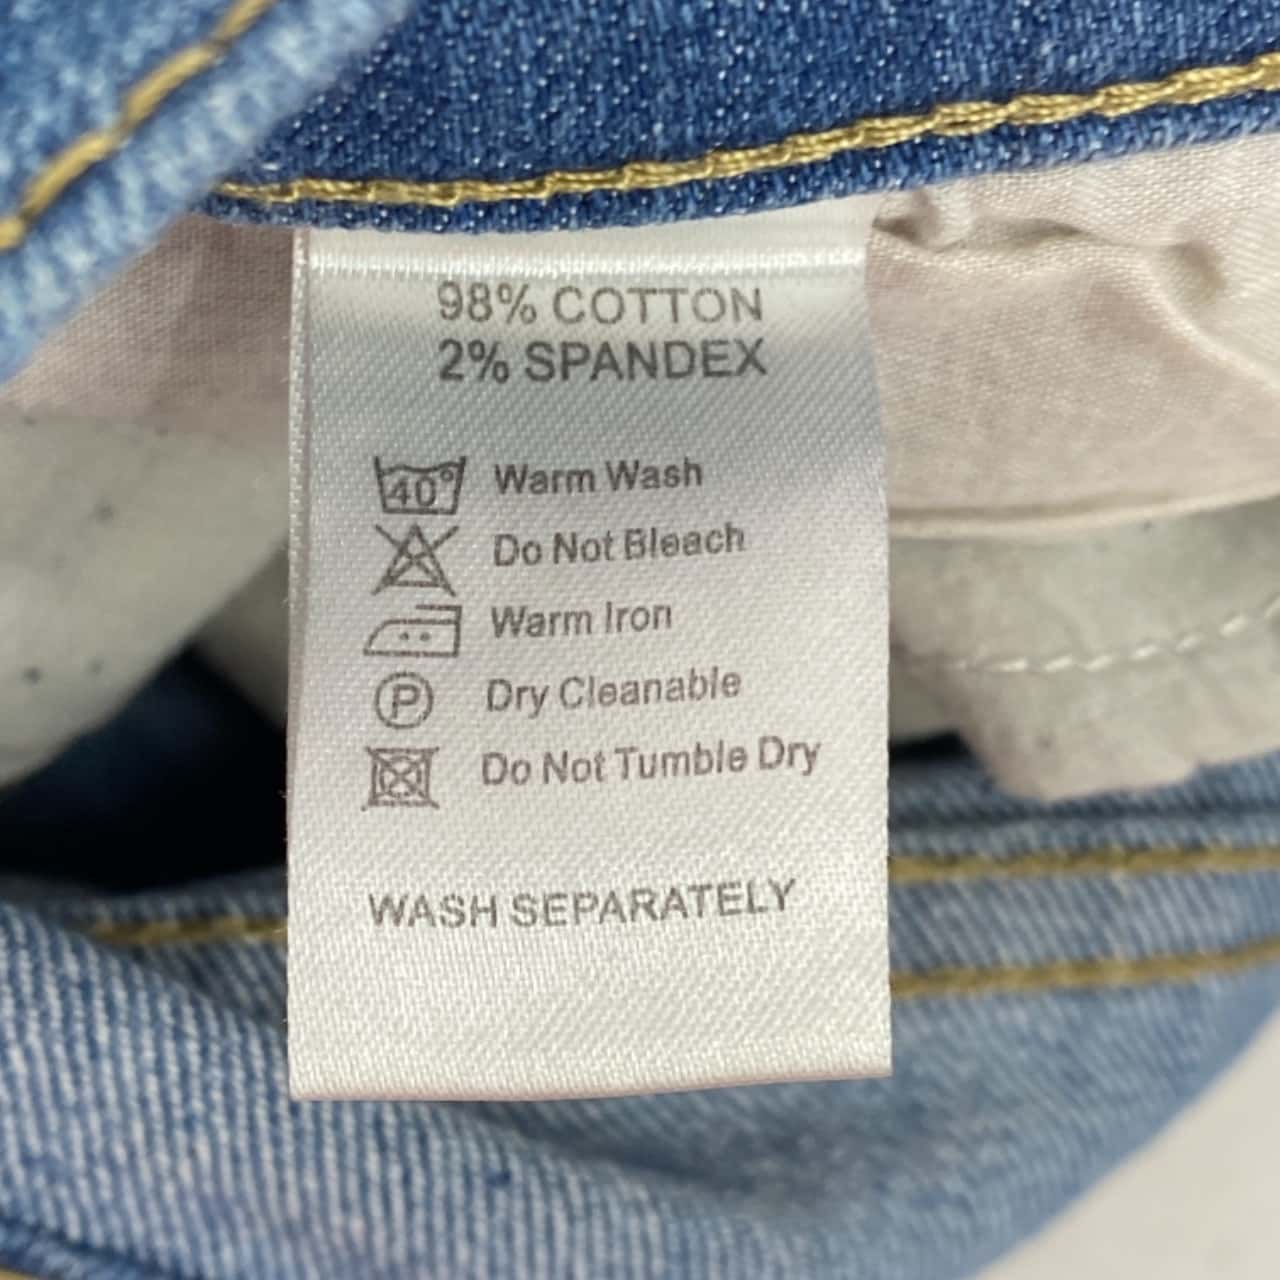 98% COTTON
2% SPANDEX
40° Warm Wash
Do Not Bleach
Warm Iron
P Dry Cleanable
Do Not Tumble Dry
WASH SEPARATELY